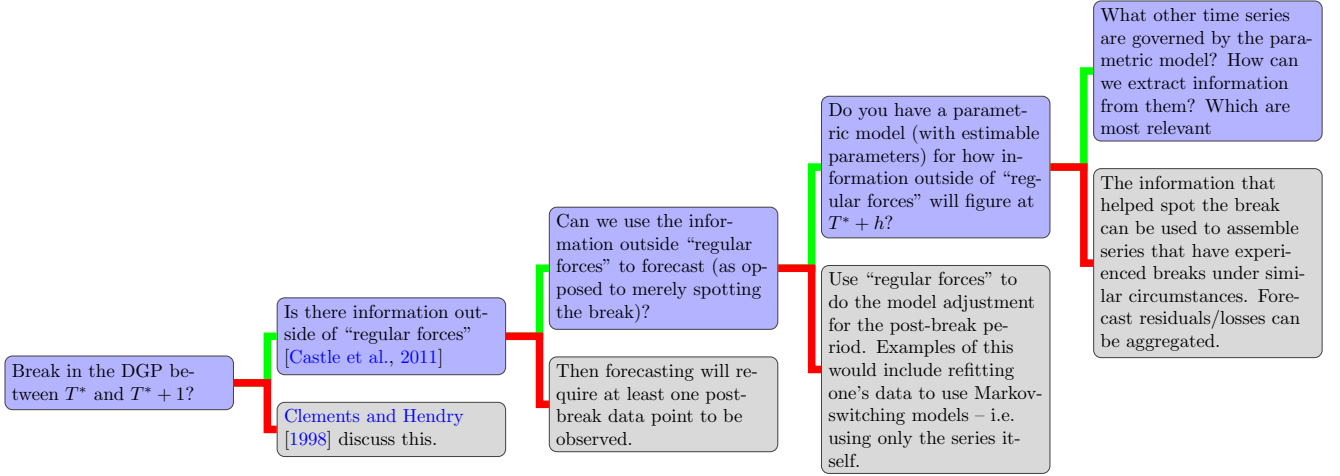 Break in the DGP be-
tween T* and T* + 1?
Is there information out-
side of “regular forces”
[Castle et al., 2011]
Clements and Hendry
[1998] discuss this.
Can we use the infor-
mation outside “regular
forces” to forecast (as op-
posed to merely spotting
the break)?
Then forecasting will re-
quire at least one post-
break data point to be
observed.
Do you have a paramet-
ric model (with estimable
parameters) for how in-
formation outside of “reg-
ular forces” will figure at
T* + h?
Use “regular forces” to
do the model adjustment
for the post-break pe-
riod. Examples of this
would include refitting
one’s data to use Markov-
switching models – i.e.
using only the series it-
self.
What other time series
are governed by the para-
metric model? How can
we extract information
from them? Which are
most relevant
The information that
helped spot the break
can be used to assemble
series that have experi-
enced breaks under simi-
lar circumstances. Fore-
cast residuals/losses can
be aggregated.